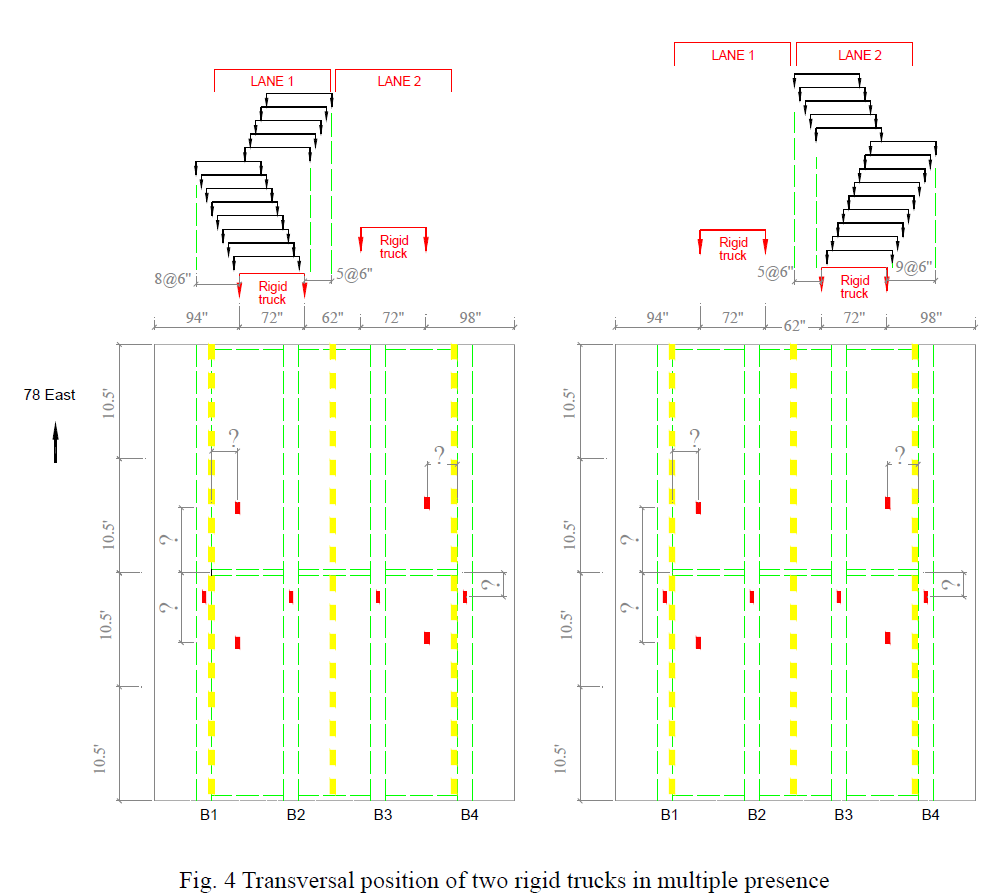 LANE 1 LANE 2
LANE 1 LANE 2
Rigid
truck
Rigid
truck
8@6" 5@6"
Rigid
truck
5@6" 9@6"
Rigid
truck
94" 72" 62" 72" 98"
94" 72" 62" 72" 98"
78 East
10.5'
10.5'
10.5'
10.5'
? ?
? ?
?
10.5'
10.5'
10.5'
10.5'
? ?
? ?
?
B1 B2 B3 B4
B1 B2 B3 B4
Fig. 4 Transversal position of two rigid trucks in multiple presence